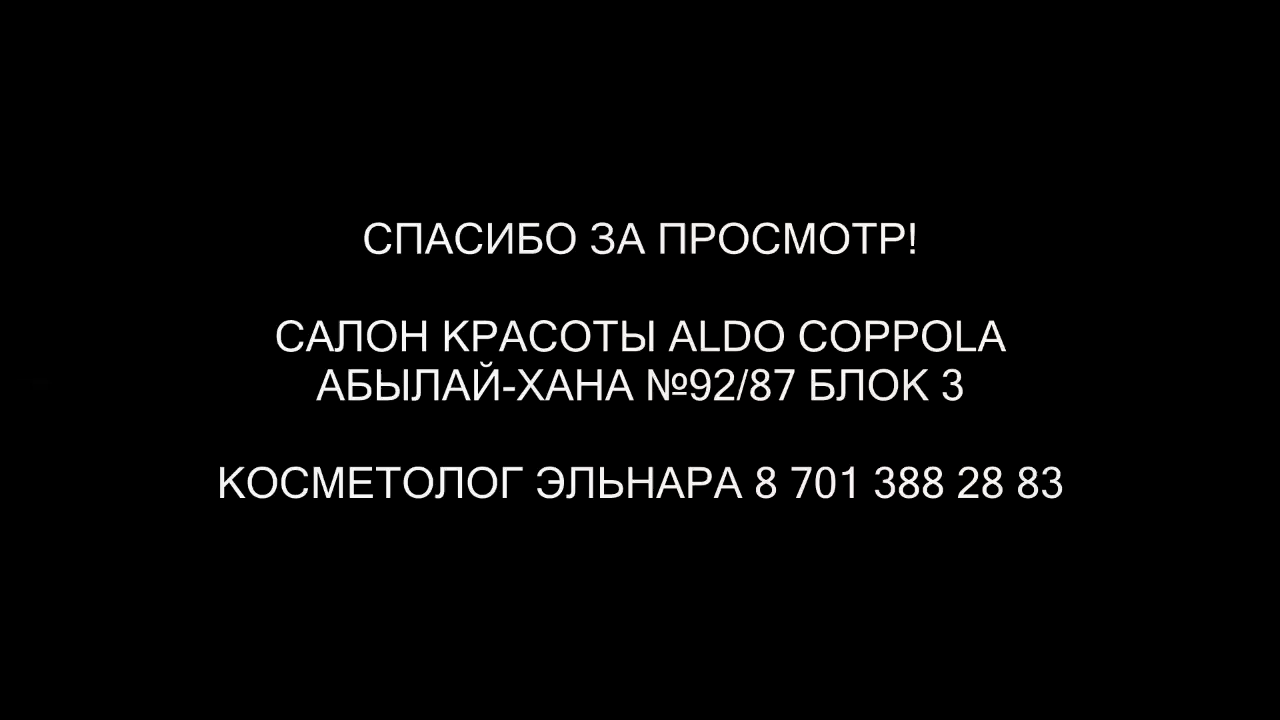 СПАСИБО ЗА ПРОСМОТР!
САЛОН КРАСОТЫ ALDO COPPOLA
АБЫЛАЙ-ХАНА №92/87 БЛОК 3
КОСМЕТОЛОГ ЭЛЬНАРА 8 701 388 28 83